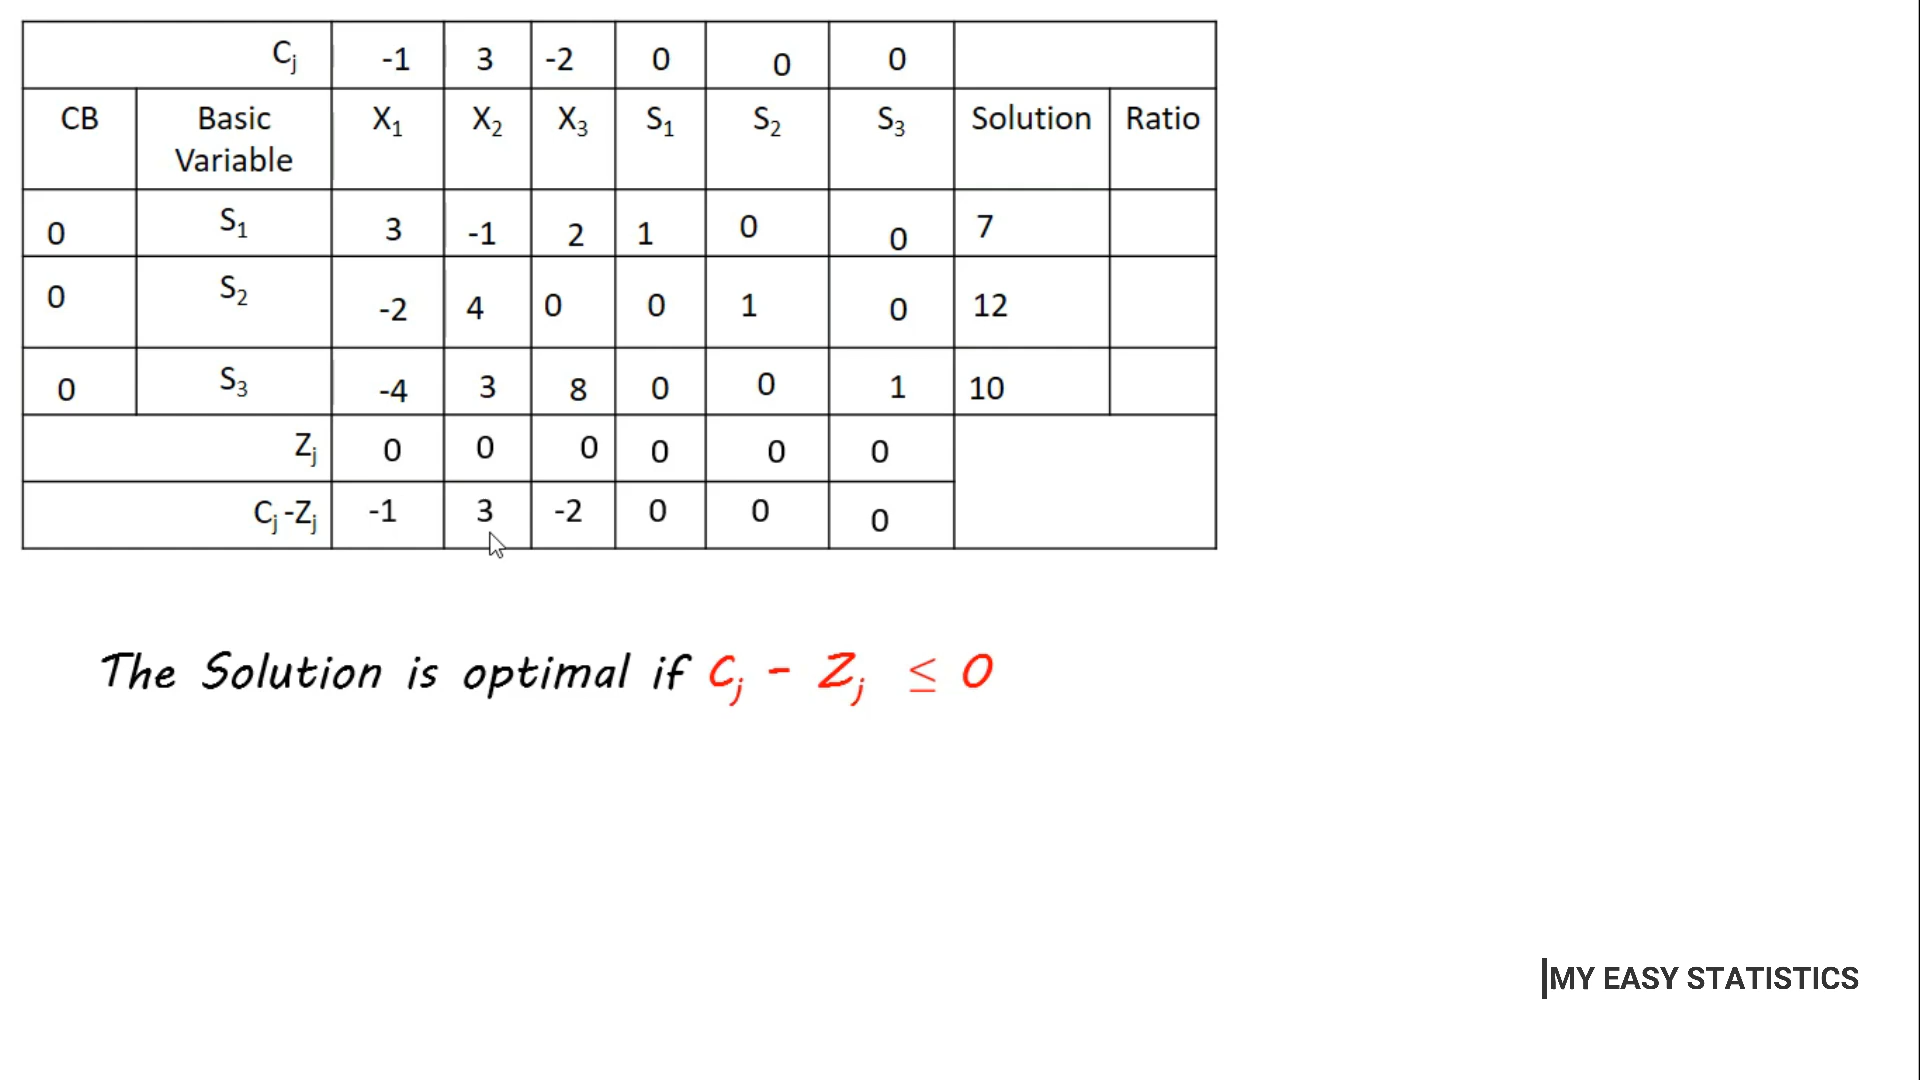 Cj -1 3 -2 0 0 0
CB Basic Variable X1 X2 X3 S1 S2 S3 Solution Ratio
0 S1 3 -1 2 1 0 0 7
0 S2 -2 4 0 0 1 0 12
0 S3 -4 3 8 0 0 1 10
Zj 0 0 0 0 0 0
Cj -Zj -1 3 -2 0 0 0
The Solution is optimal if Cj - Zj ≤ 0
MY EASY STATISTICS